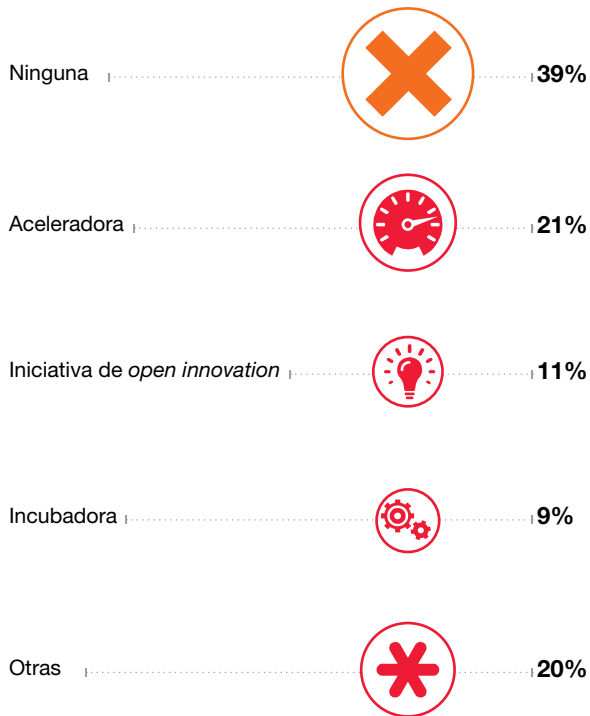 Ninguna 39%
Aceleradora 21%
Iniciativa de open innovation 11%
Incubadora 9%
Otras 20%